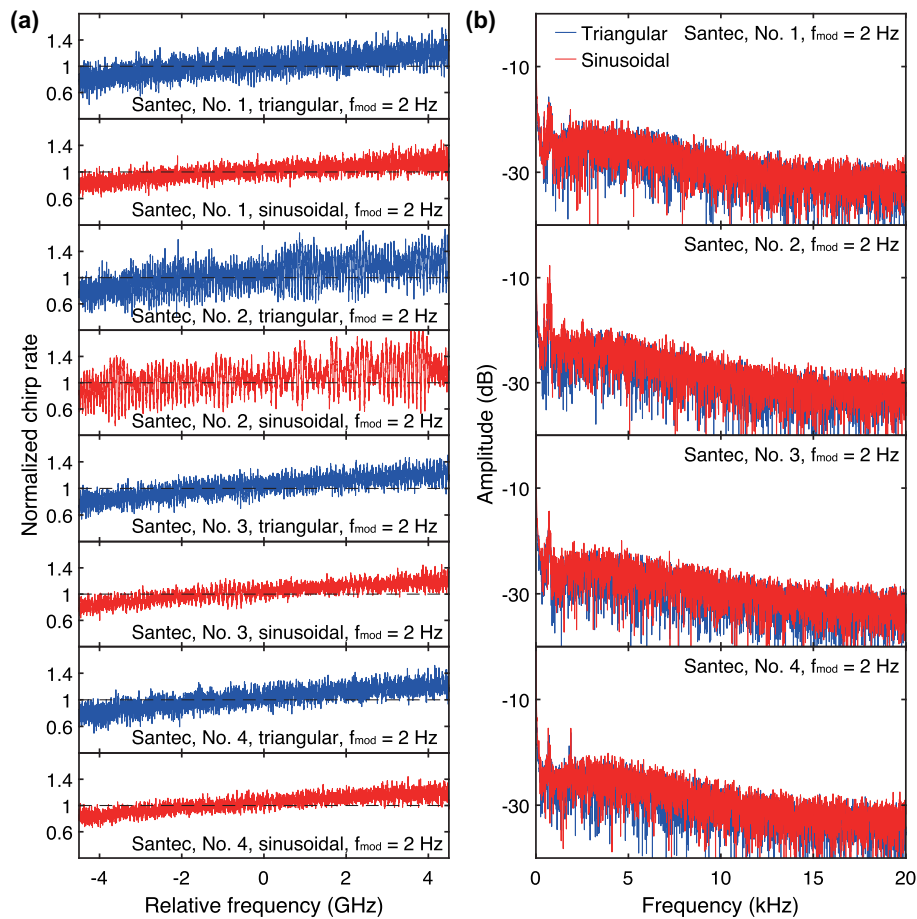 (a)
Normalized chirp rate
1.4
1
0.6
Santec, No. 1, triangular, fmod = 2 Hz
1.4
1
0.6
Santec, No. 1, sinusoidal, fmod = 2 Hz
1.4
1
0.6
Santec, No. 2, triangular, fmod = 2 Hz
1.4
1
0.6
Santec, No. 2, sinusoidal, fmod = 2 Hz
1.4
1
0.6
Santec, No. 3, triangular, fmod = 2 Hz
1.4
1
0.6
Santec, No. 3, sinusoidal, fmod = 2 Hz
1.4
1
0.6
Santec, No. 4, triangular, fmod = 2 Hz
1.4
1
0.6
Santec, No. 4, sinusoidal, fmod = 2 Hz
-4 -2 0 2 4
Relative frequency (GHz)
(b)
Amplitude (dB)
Triangular
Sinusoidal
Santec, No. 1, fmod = 2 Hz
-10
-30
Santec, No. 2, fmod = 2 Hz
-10
-30
Santec, No. 3, fmod = 2 Hz
-10
-30
Santec, No. 4, fmod = 2 Hz
-10
-30
0 5 10 15 20
Frequency (kHz)